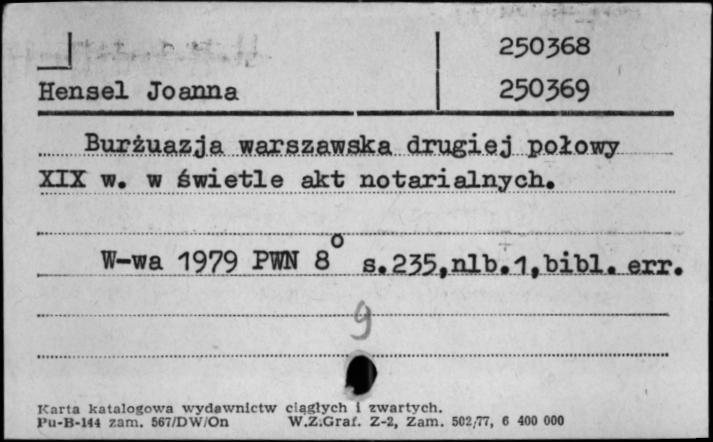 250368
Hensel Joanna 250369
Burżuazja warszawska drugiej połowy
XIX w. w świetle akt notarialnych.
W-wa 1979 PWN 8° s.235,nlb.1,bibl. err.
9
Karta katalogowa wydawnictw ciągłych i zwartych.
Pu-B-144 zam. 567/DW/On W.Z.Graf. Z-2, Zam. 502/77, 6 400 000